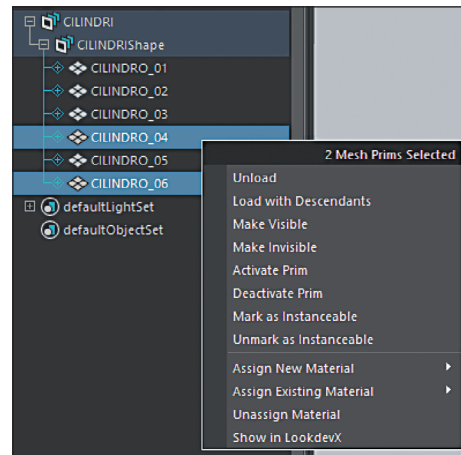 CILINDRI
CILINDRIShape
CILINDRO_01
CILINDRO_02
CILINDRO_03
CILINDRO_04
CILINDRO_05
CILINDRO_06
defaultLightSet
defaultObjectSet
2 Mesh Prims Selected
Unload
Load with Descendants
Make Visible
Make Invisible
Activate Prim
Deactivate Prim
Mark as Instanceable
Unmark as Instanceable
Assign New Material
Assign Existing Material
Unassign Material
Show in LookdevX